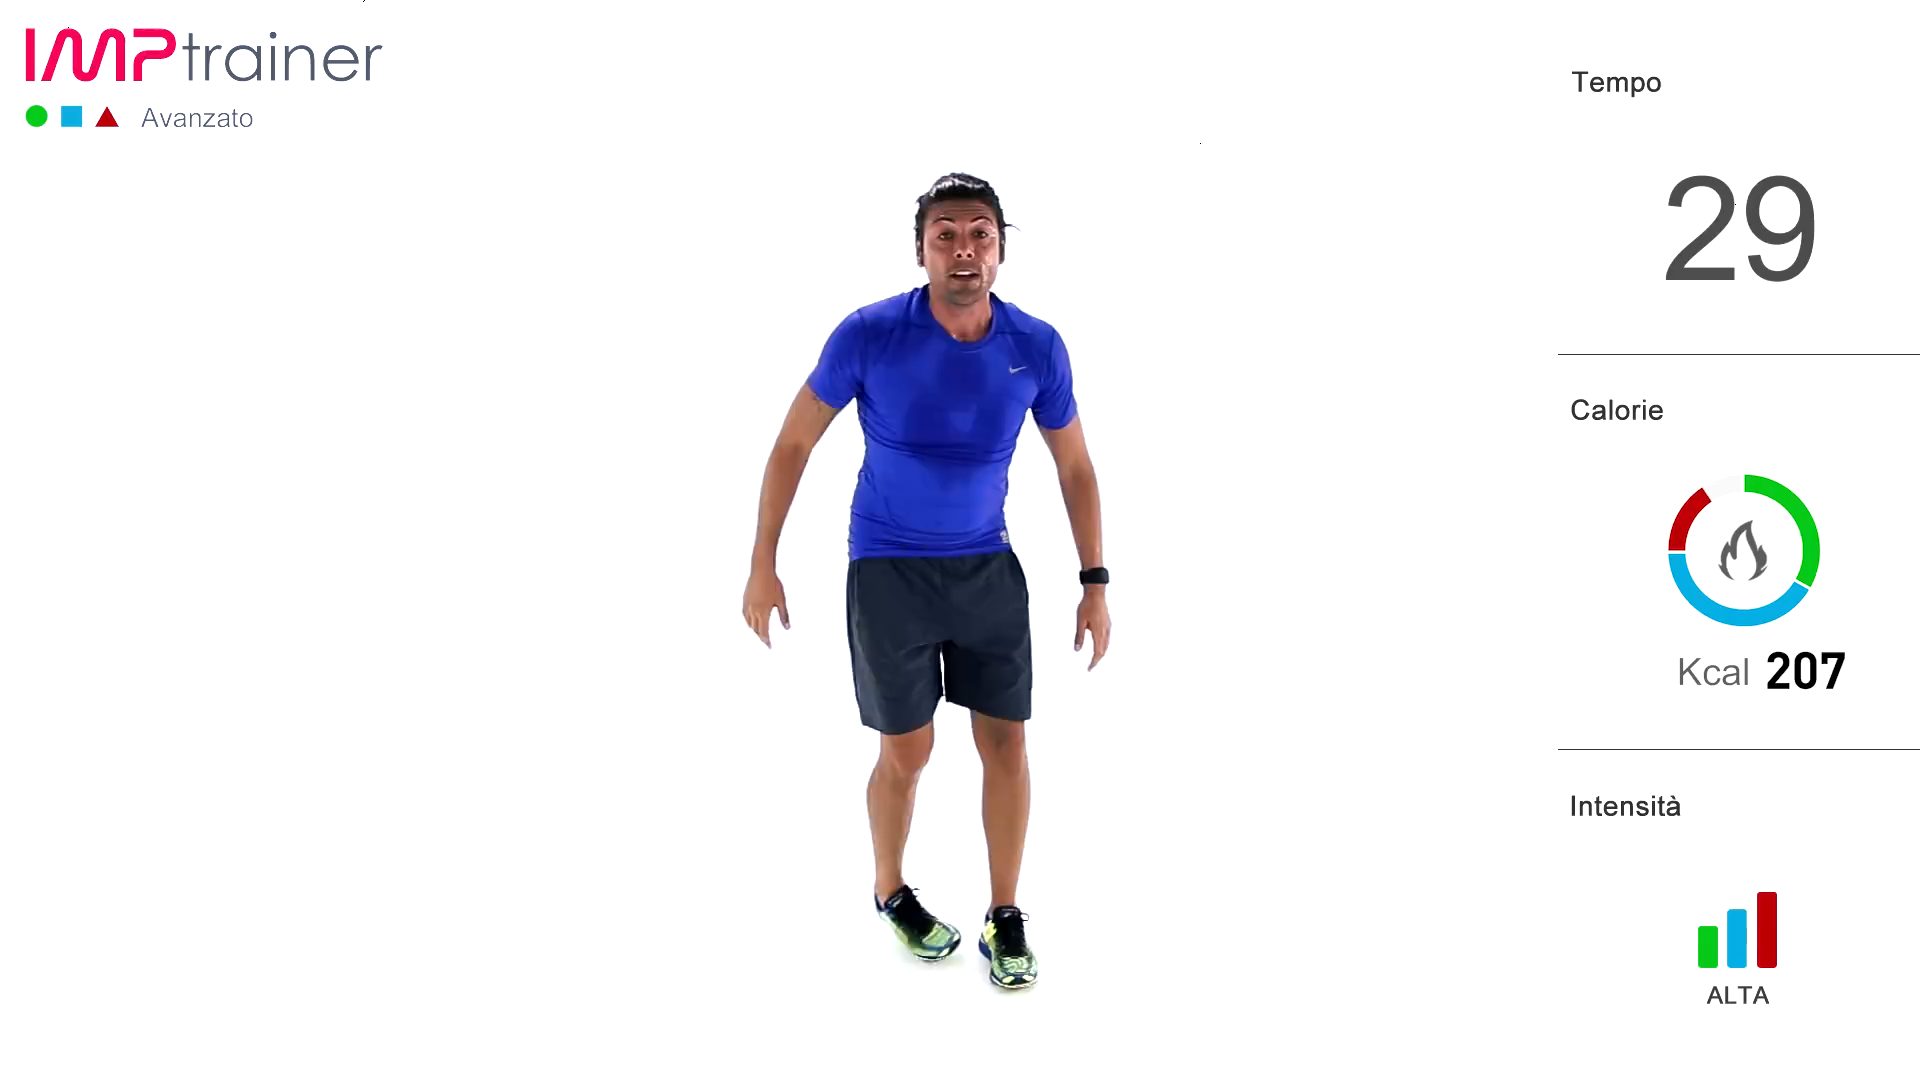 IMPtrainer
Avanzato
Tempo
29
Calorie
Kcal 207
Intensità
ALTA